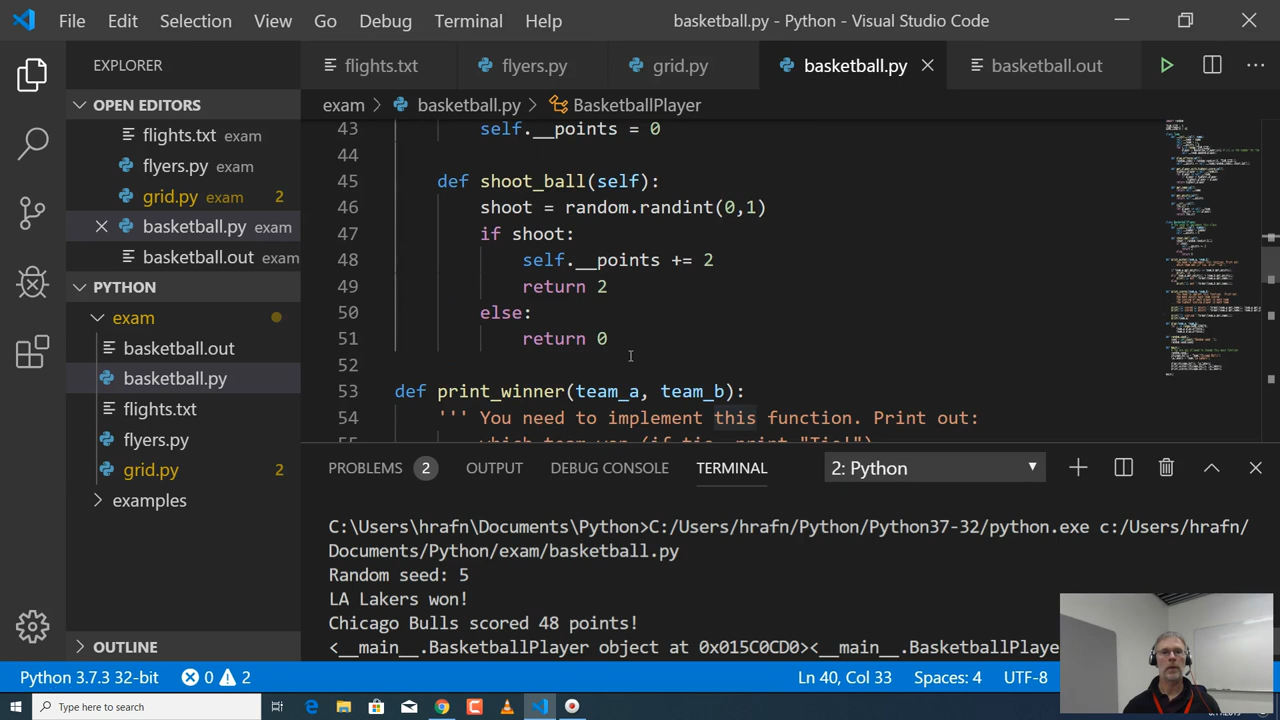 File Edit Selection View Go Debug Terminal Help basketball.py - Python - Visual Studio Code
EXPLORER
flights.txt flyers.py grid.py basketball.py basketball.out
OPEN EDITORS
flights.txt exam
flyers.py exam
grid.py exam 2
basketball.py exam
basketball.out exam
PYTHON
exam
basketball.out
basketball.py
flights.txt
flyers.py
grid.py 2
examples
OUTLINE
exam > basketball.py > BasketballPlayer
43 self.__points = 0
44
45 def shoot_ball(self):
46 shoot = random.randint(0,1)
47 if shoot:
48 self.__points += 2
49 return 2
50 else:
51 return 0
52
53 def print_winner(team_a, team_b):
54 ''' You need to implement this function. Print out:
55 which team won (if tie, print "Tie!")
PROBLEMS 2 OUTPUT DEBUG CONSOLE TERMINAL 2: Python
C:\Users\hrafn\Documents\Python>C:/Users/hrafn/Python/Python37-32/python.exe c:/Users/hrafn/
Documents/Python/exam/basketball.py
Random seed: 5
LA Lakers won!
Chicago Bulls scored 48 points!
<__main__.BasketballPlayer object at 0x015C0CD0><__main__.BasketballPlaye
Python 3.7.3 32-bit 0 2 Ln 40, Col 33 Spaces: 4 UTF-8
Type here to search